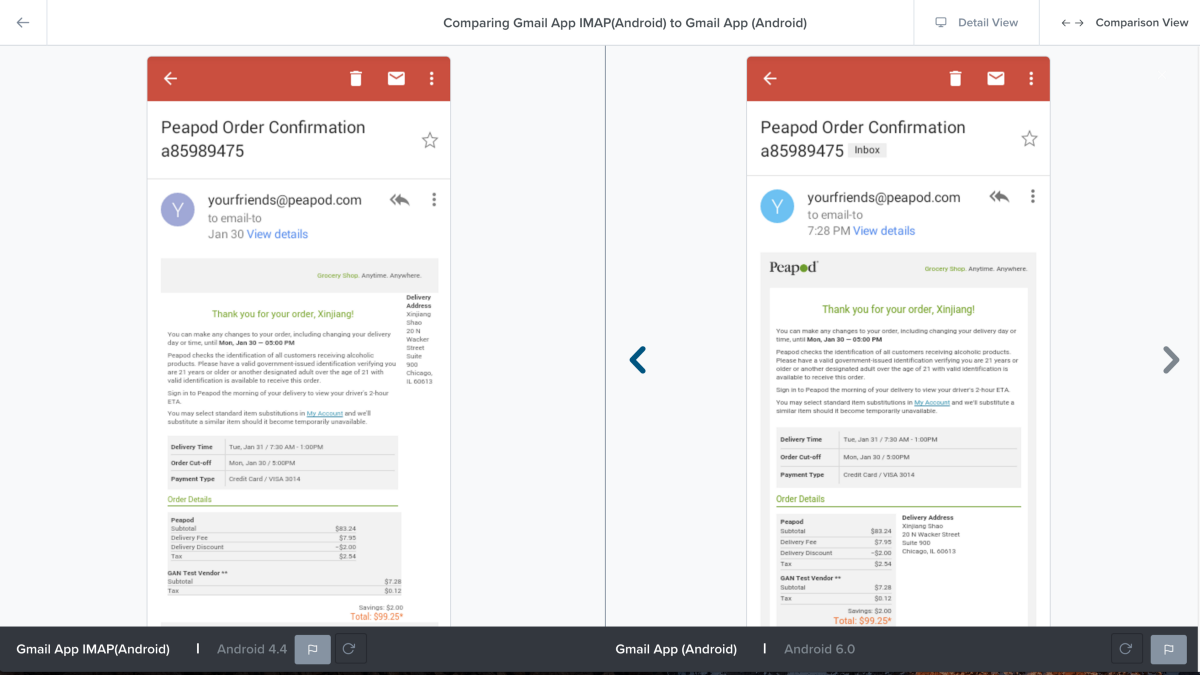 Comparing Gmail App IMAP(Android) to Gmail App (Android)
Detail View
Comparison View
Peapod Order Confirmation
a85989475
Y
yourfriends@peapod.com
to email-to
Jan 30 View details
Grocery Shop. Anytime. Anywhere.
Delivery
Address
Xinjiang
Shao
20 N
Wacker
Street
Suite
900
Chicago,
IL 60613
Thank you for your order, Xinjiang!
You can make any changes to your order, including changing your delivery
day or time, until Mon, Jan 30 — 05:00 PM
Peapod checks the identification of all customers receiving alcoholic
products. Please have a valid government-issued identification verifying you
are 21 years or older or another designated adult over the age of 21 with
valid identification is available to receive this order.
Sign in to Peapod the morning of your delivery to view your driver's 2-hour
ETA.
You may select standard item substitutions in My Account and we'll
substitute a similar item should it become temporarily unavailable.
Delivery Time Tue, Jan 31 / 7:30 AM - 1:00PM
Order Cut-off Mon, Jan 30 / 5:00PM
Payment Type Credit Card / VISA 3014
Order Details
Peapod
Subtotal $83.24
Delivery Fee $7.95
Delivery Discount -$2.00
Tax $2.54
GAN Test Vendor **
Subtotal $7.28
Tax $0.12
Savings: $2.00
Total: $99.25*
Peapod Order Confirmation
a85989475 Inbox
Y
yourfriends@peapod.com
to email-to
7:28 PM View details
Peapod
Grocery Shop. Anytime. Anywhere.
Thank you for your order, Xinjiang!
You can make any changes to your order, including changing your delivery day or
time, until Mon, Jan 30 — 05:00 PM
Peapod checks the identification of all customers receiving alcoholic products.
Please have a valid government-issued identification verifying you are 21 years or
older or another designated adult over the age of 21 with valid identification is
available to receive this order.
Sign in to Peapod the morning of your delivery to view your driver's 2-hour ETA.
You may select standard item substitutions in My Account and we'll substitute a
similar item should it become temporarily unavailable.
Delivery Time Tue, Jan 31 / 7:30 AM - 1:00PM
Order Cut-off Mon, Jan 30 / 5:00PM
Payment Type Credit Card / VISA 3014
Order Details
Peapod
Subtotal $83.24
Delivery Fee $7.95
Delivery Discount -$2.00
Tax $2.54
GAN Test Vendor **
Subtotal $7.28
Tax $0.12
Savings: $2.00
Total: $99.25*
Delivery Address
Xinjiang Shao
20 N Wacker Street
Suite 900
Chicago, IL 60613
Gmail App IMAP(Android) | Android 4.4
Gmail App (Android) | Android 6.0